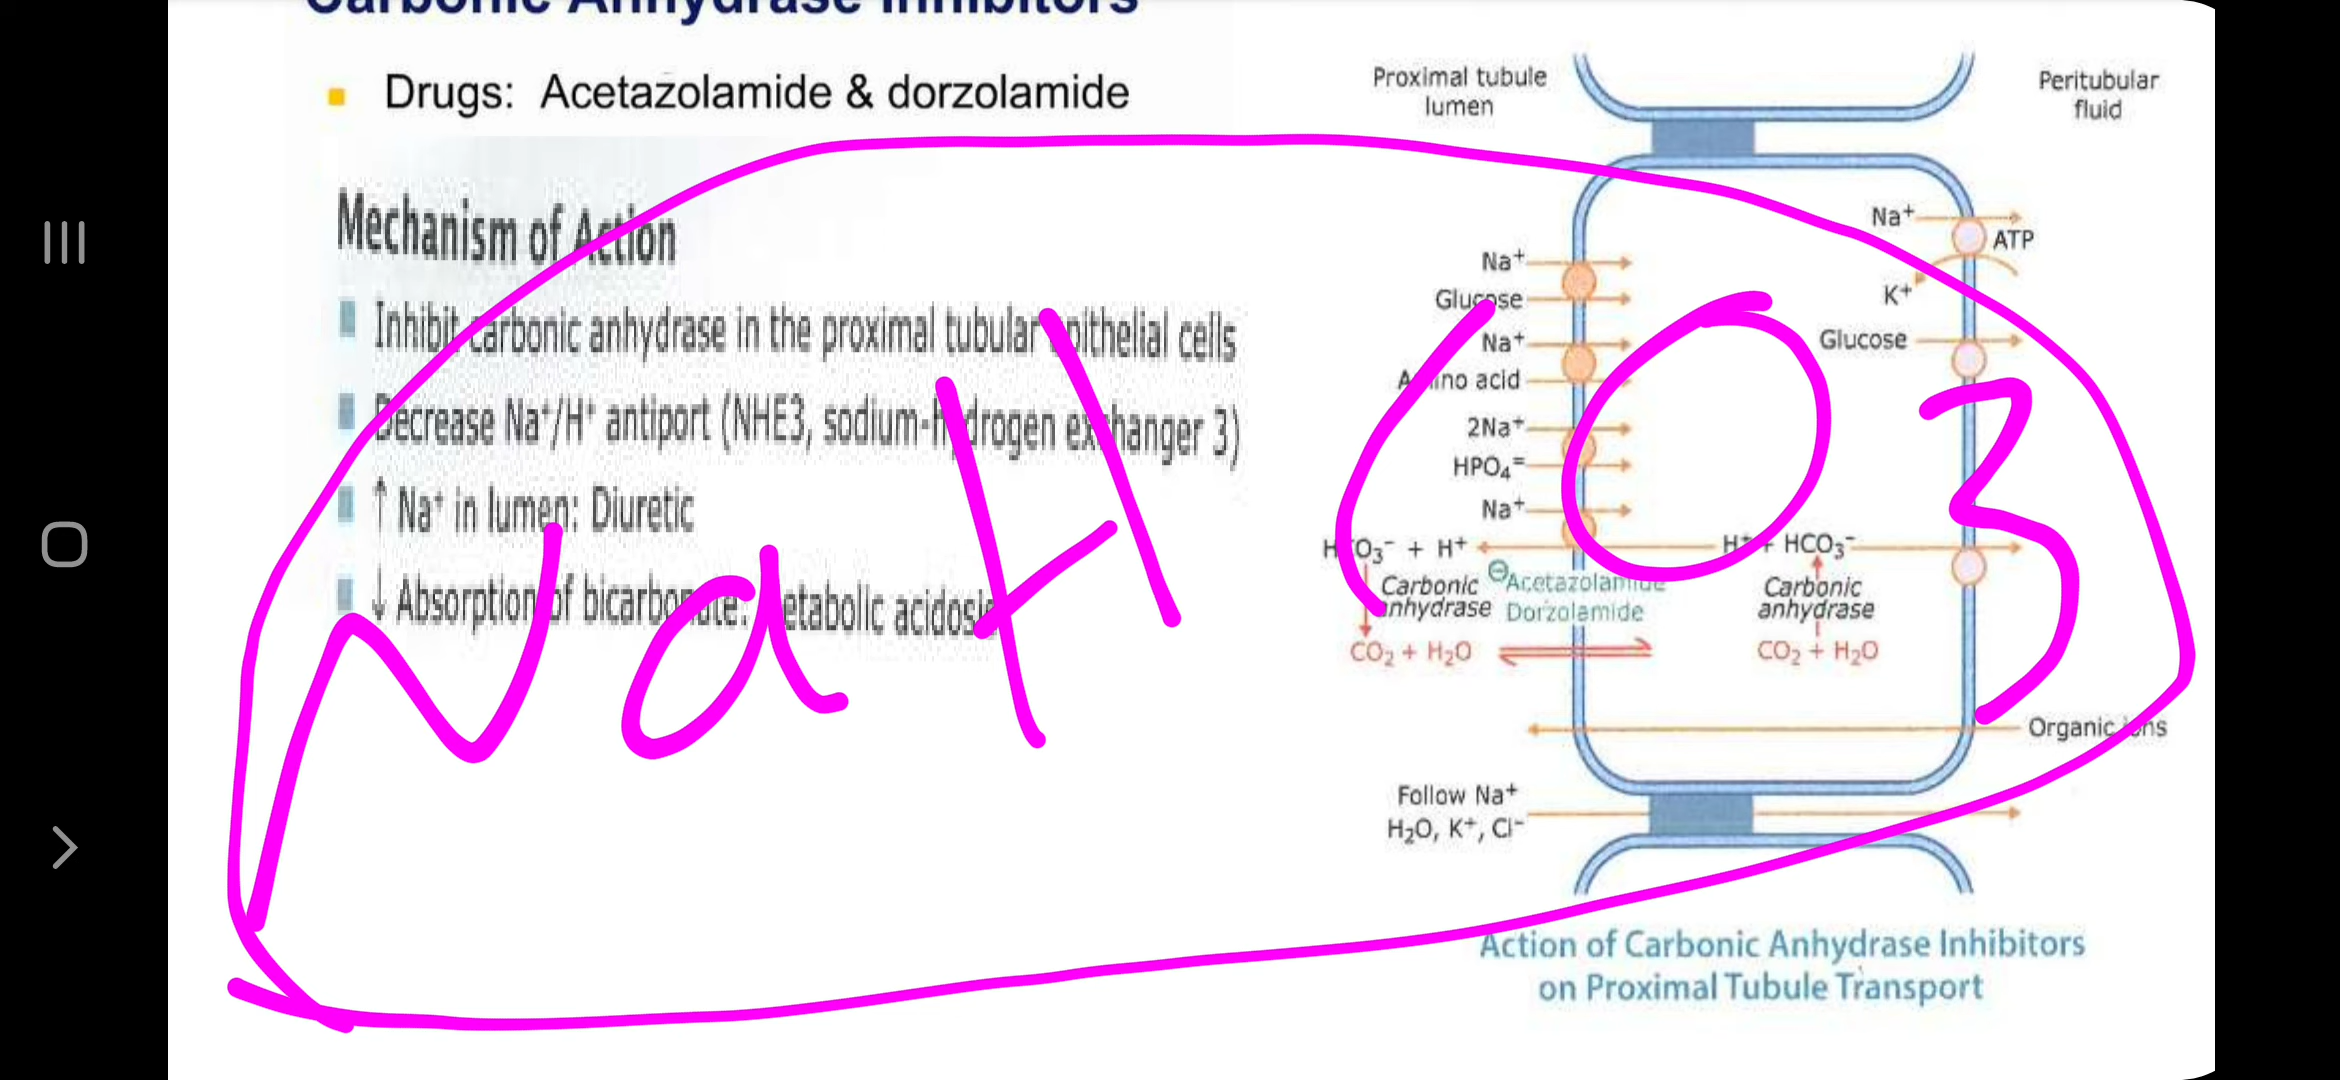 Carbonic Anhydrase Inhibitors
Drugs: Acetazolamide & dorzolamide
Mechanism of Action
Inhibit carbonic anhydrase in the proximal tubular epithelial cells
Decrease Na⁺/H⁺ antiport (NHE3, sodium-hydrogen exchanger 3)
↑ Na⁺ in lumen: Diuretic
↓ Absorption of bicarbonate: metabolic acidosis
NaHCO3
Proximal tubule
lumen
Peritubular
fluid
Na⁺
ATP
K⁺
Na⁺
Glucose
Glucose
Na⁺
Amino acid
2Na⁺
HPO₄⁼
Na⁺
HCO₃⁻ + H⁺
H⁺ + HCO₃⁻
Carbonic
anhydrase
⊖Acetazolamide
Dorzolamide
Carbonic
anhydrase
CO₂ + H₂O
CO₂ + H₂O
Organic ions
Follow Na⁺
H₂O, K⁺, Cl⁻
Action of Carbonic Anhydrase Inhibitors
on Proximal Tubule Transport